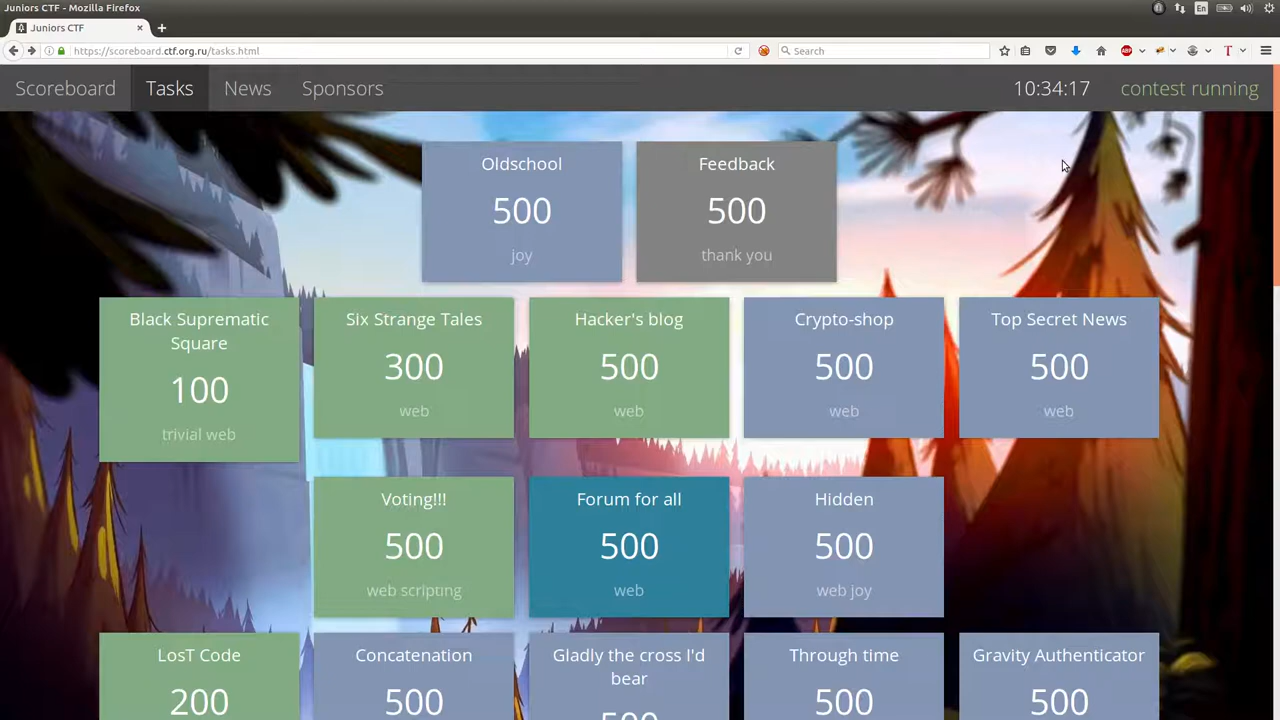 Juniors CTF - Mozilla Firefox
En
Juniors CTF
https://scoreboard.ctf.org.ru/tasks.html
Search
ABP
T
Scoreboard
Tasks
News
Sponsors
10:34:17
contest running
Oldschool
500
joy
Feedback
500
thank you
Black Suprematic
Square
100
trivial web
Six Strange Tales
300
web
Hacker's blog
500
web
Crypto-shop
500
web
Top Secret News
500
web
Voting!!!
500
web scripting
Forum for all
500
web
Hidden
500
web joy
LosT Code
200
Concatenation
500
Gladly the cross I'd
bear
500
Through time
500
Gravity Authenticator
500